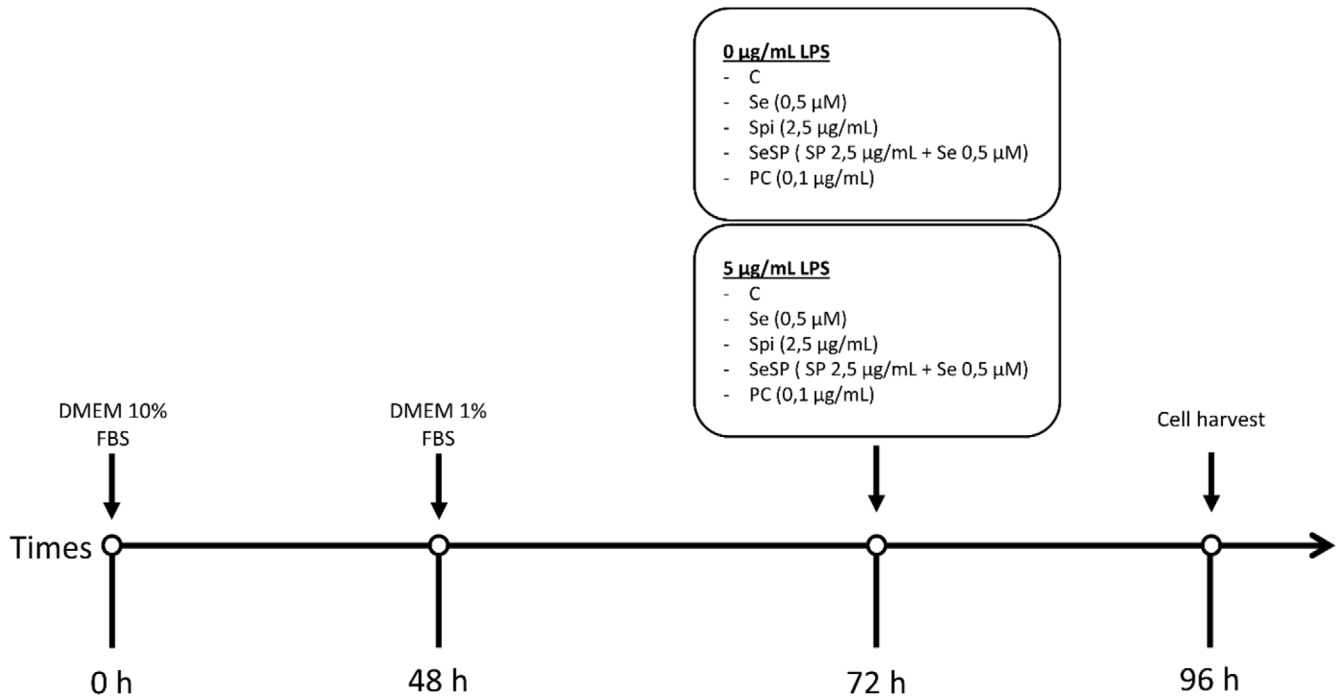 0 µg/mL LPS
- C
- Se (0,5 µM)
- Spi (2,5 µg/mL)
- SeSP ( SP 2,5 µg/mL + Se 0,5 µM)
- PC (0,1 µg/mL)
5 µg/mL LPS
- C
- Se (0,5 µM)
- Spi (2,5 µg/mL)
- SeSP ( SP 2,5 µg/mL + Se 0,5 µM)
- PC (0,1 µg/mL)
DMEM 10%
FBS
DMEM 1%
FBS
Cell harvest
Times
0 h
48 h
72 h
96 h